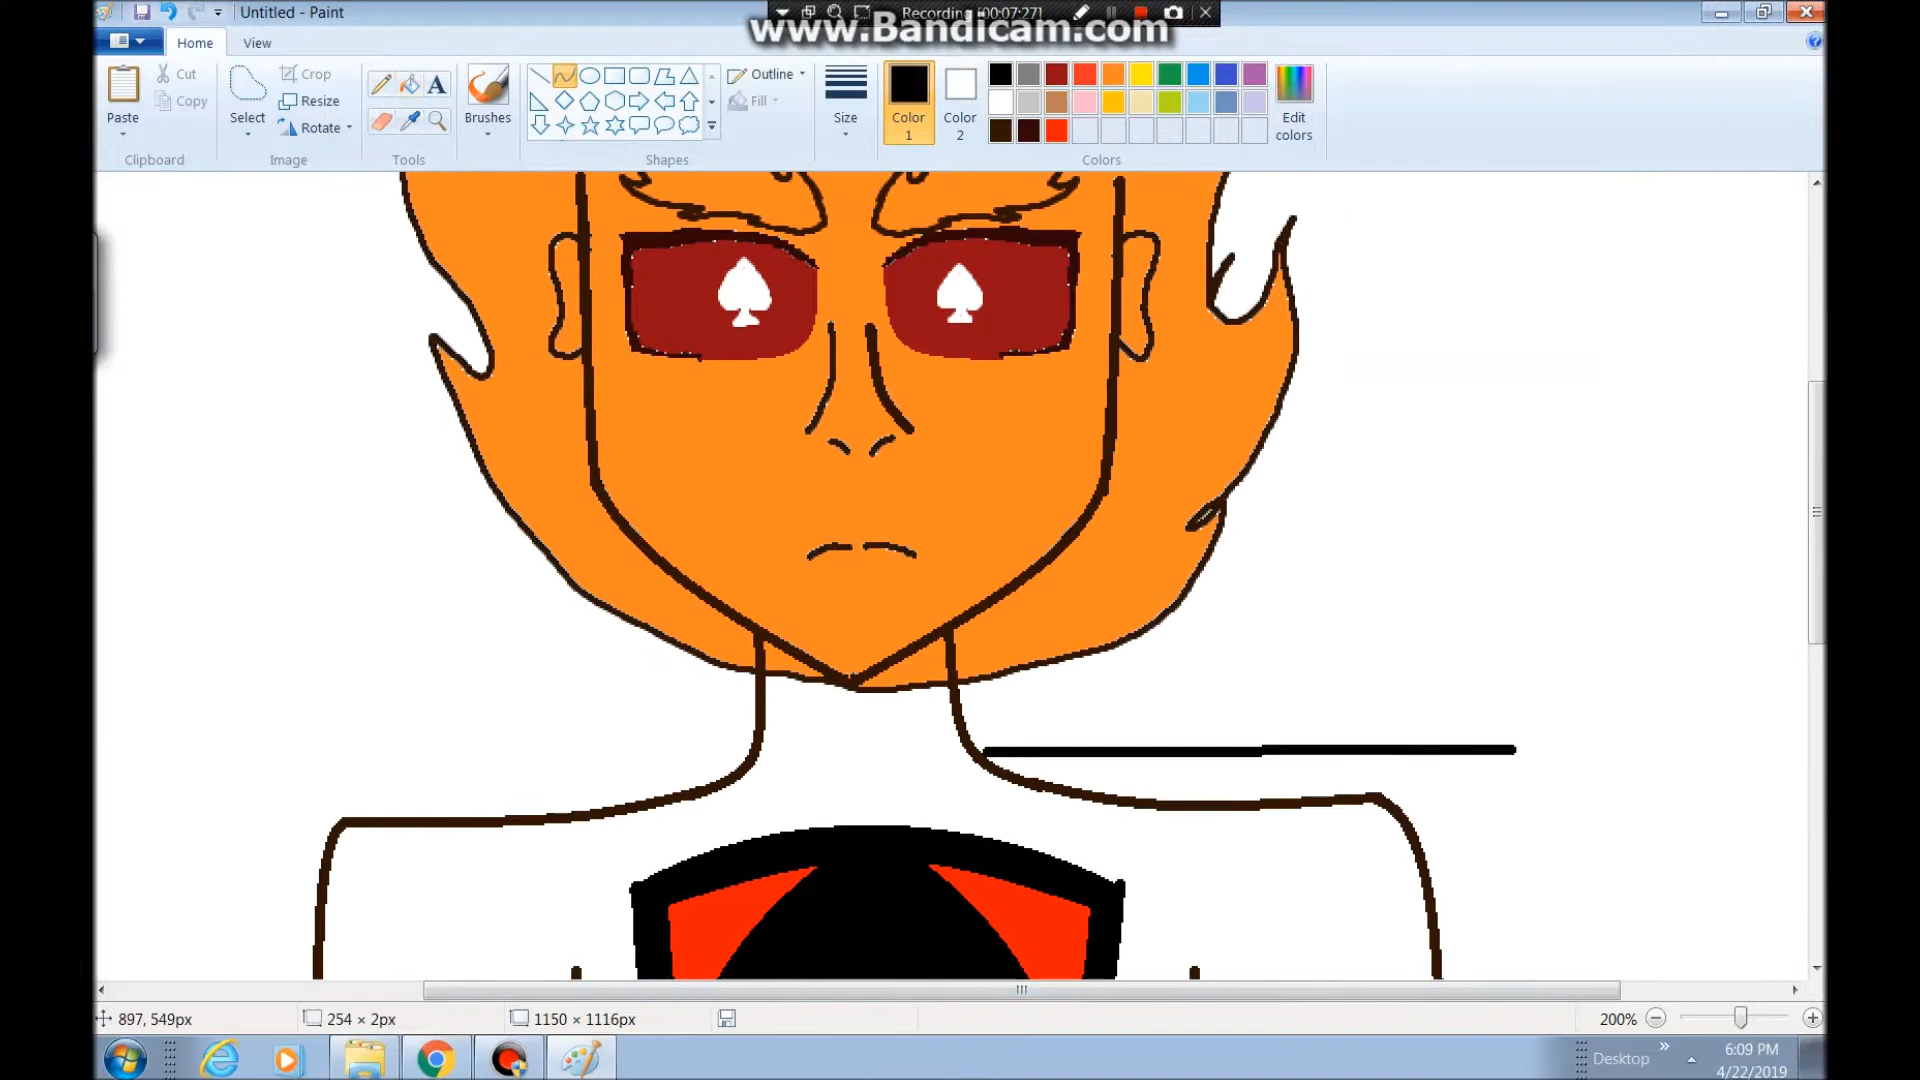 Untitled - Paint
Recording [00:07:27]
www.Bandicam.com
Home
View
Paste
Cut
Copy
Clipboard
Select
Crop
Resize
Rotate
Image
A
Tools
Brushes
Outline
Fill
Shapes
Size
Color 1
Color 2
Edit colors
Colors
897, 549px
254 × 2px
1150 × 1116px
200%
Desktop
6:09 PM
4/22/2019